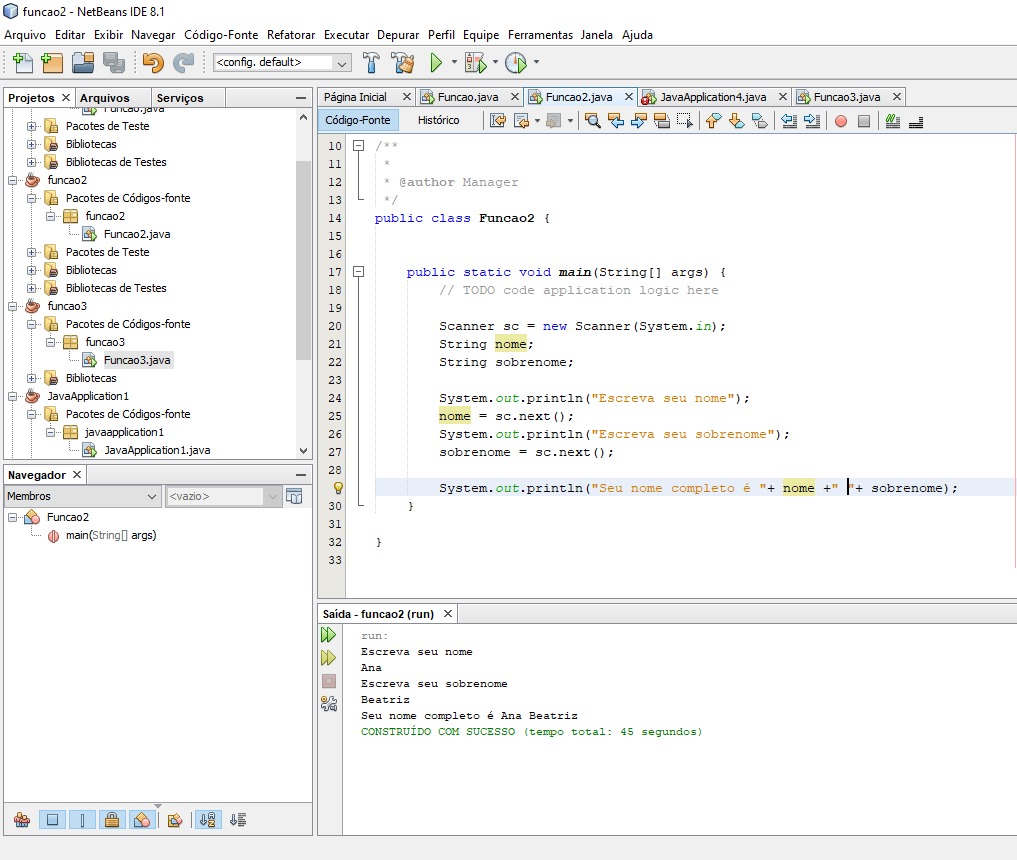 funcao2 - NetBeans IDE 8.1
Arquivo Editar Exibir Navegar Código-Fonte Refatorar Executar Depurar Perfil Equipe Ferramentas Janela Ajuda
<config. default>
Projetos Arquivos Serviços
Funcao.java
Pacotes de Teste
Bibliotecas
Bibliotecas de Testes
funcao2
Pacotes de Códigos-fonte
funcao2
Funcao2.java
Pacotes de Teste
Bibliotecas
Bibliotecas de Testes
funcao3
Pacotes de Códigos-fonte
funcao3
Funcao3.java
Bibliotecas
JavaApplication1
Pacotes de Códigos-fonte
javaapplication1
JavaApplication1.java
Navegador
Membros <vazio>
Funcao2
main(String[] args)
Página Inicial Funcao.java Funcao2.java JavaApplication4.java Funcao3.java
Código-Fonte Histórico
10 /**
11 *
12 * @author Manager
13 */
14 public class Funcao2 {
15
16
17 public static void main(String[] args) {
18 // TODO code application logic here
19
20 Scanner sc = new Scanner(System.in);
21 String nome;
22 String sobrenome;
23
24 System.out.println("Escreva seu nome");
25 nome = sc.next();
26 System.out.println("Escreva seu sobrenome");
27 sobrenome = sc.next();
28
System.out.println("Seu nome completo é "+ nome +" "+ sobrenome);
30 }
31
32 }
33
Saída - funcao2 (run)
run:
Escreva seu nome
Ana
Escreva seu sobrenome
Beatriz
Seu nome completo é Ana Beatriz
CONSTRUÍDO COM SUCESSO (tempo total: 45 segundos)